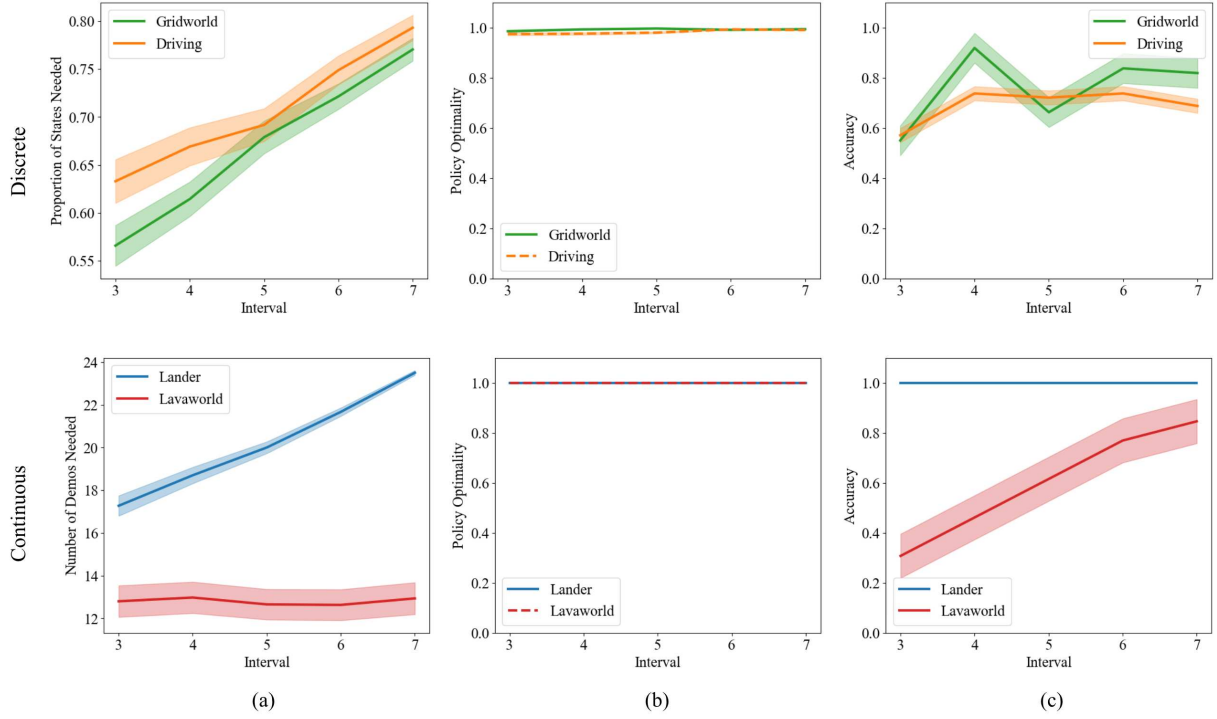 Discrete
Proportion of States Needed
0.80
0.75
0.70
0.65
0.60
0.55
Gridworld
Driving
3 4 5 6 7
Interval
Policy Optimality
1.0
0.8
0.6
0.4
0.2
0.0
Gridworld
Driving
3 4 5 6 7
Interval
Accuracy
1.0
0.8
0.6
0.4
0.2
0.0
Gridworld
Driving
3 4 5 6 7
Interval
Continuous
Number of Demos Needed
24
22
20
18
16
14
12
Lander
Lavaworld
3 4 5 6 7
Interval
(a)
Policy Optimality
1.0
0.8
0.6
0.4
0.2
0.0
Lander
Lavaworld
3 4 5 6 7
Interval
(b)
Accuracy
1.0
0.8
0.6
0.4
0.2
0.0
Lander
Lavaworld
3 4 5 6 7
Interval
(c)